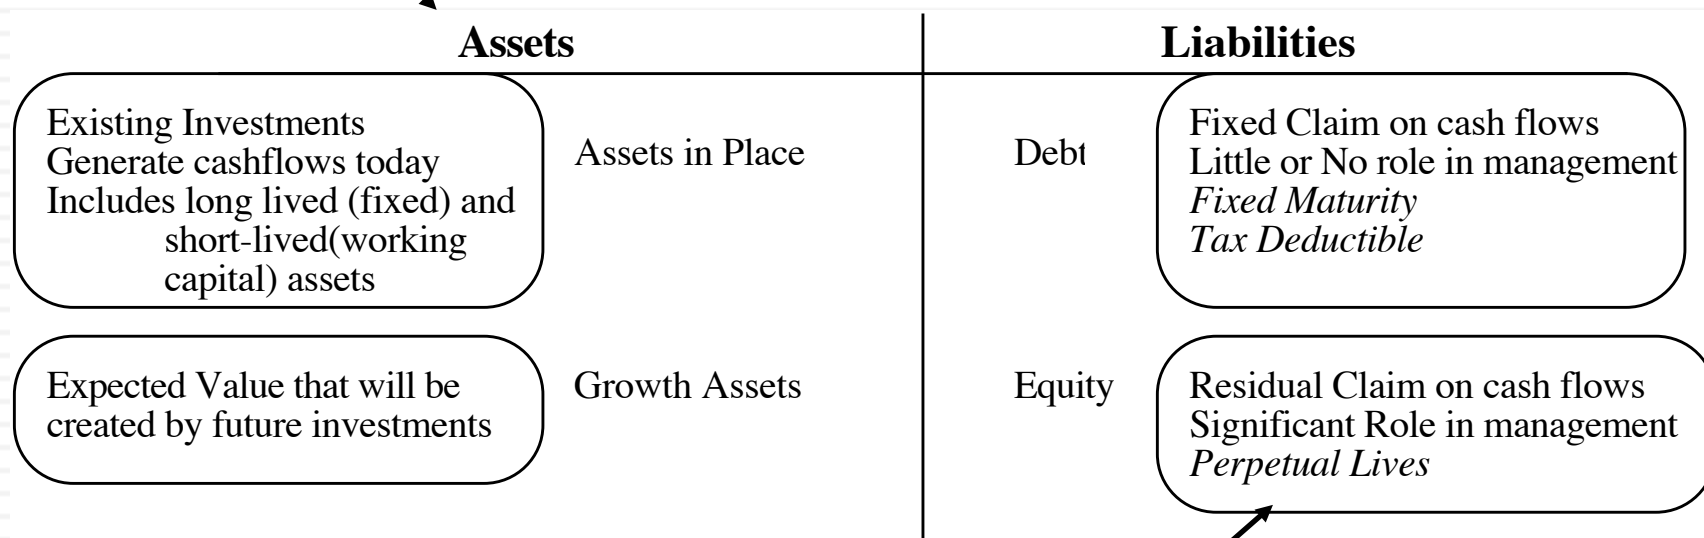 Assets
Liabilities
Existing Investments
Generate cashflows today
Includes long lived (fixed) and
short-lived(working
capital) assets
Assets in Place
Debt
Fixed Claim on cash flows
Little or No role in management
Fixed Maturity
Tax Deductible
Expected Value that will be
created by future investments
Growth Assets
Equity
Residual Claim on cash flows
Significant Role in management
Perpetual Lives